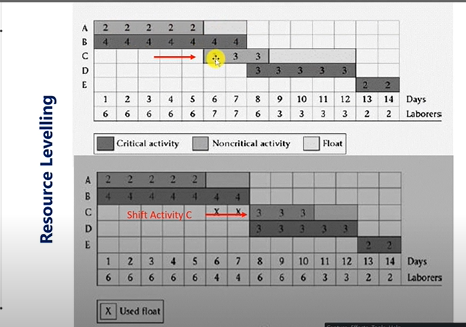 Resource Levelling
A 2 2 2 2 2
B 4 4 4 4 4 4 4
C 3 3
D 3 3 3 3 3
E 2 2
1 2 3 4 5 6 7 8 9 10 11 12 13 14 Days
6 6 6 6 6 7 7 6 3 3 3 3 2 2 Laborers
Critical activity Noncritical activity Float
A 2 2 2 2 2
B 4 4 4 4 4 4 4
C Shift Activity C X X 3 3 3
D 3 3 3 3 3
E 2 2
1 2 3 4 5 6 7 8 9 10 11 12 13 14 Days
6 6 6 6 6 4 4 6 6 6 3 3 2 2 Laborers
X Used float